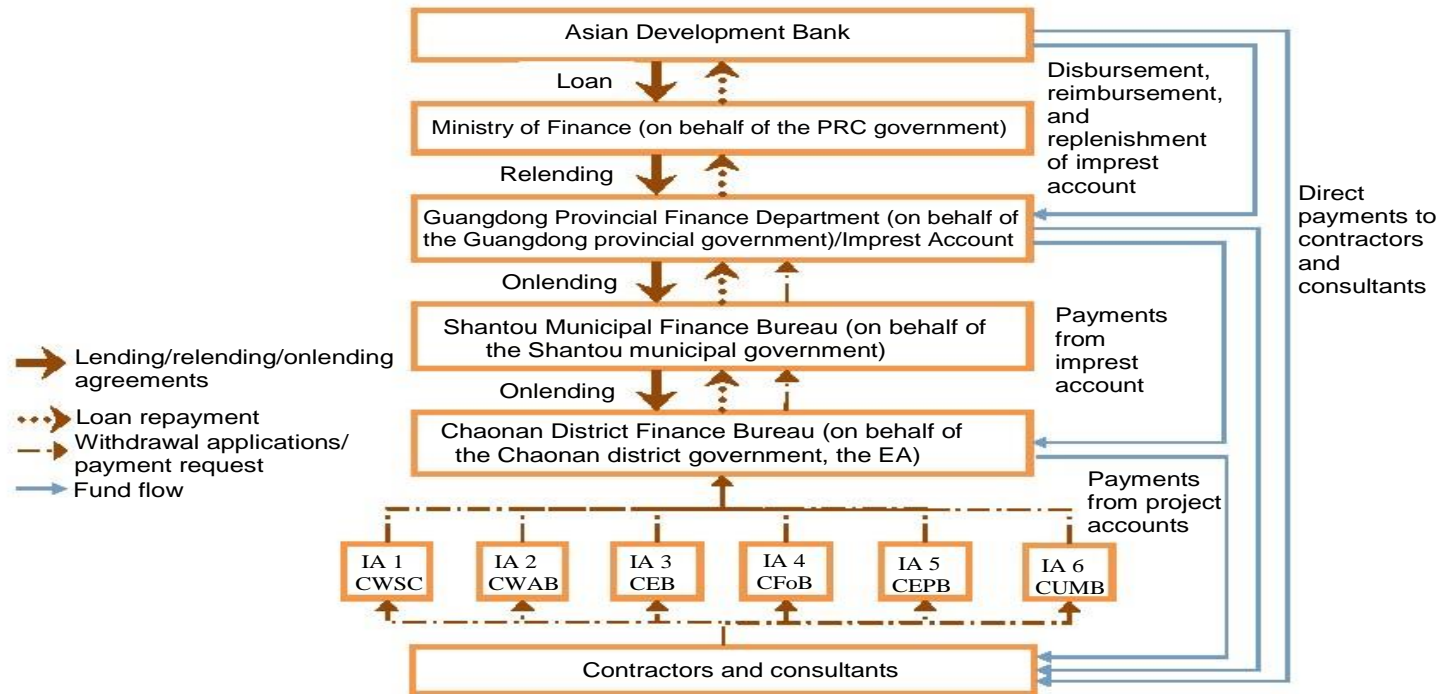 Asian Development Bank
Loan
Ministry of Finance (on behalf of the PRC government)
Relending
Guangdong Provincial Finance Department (on behalf of
the Guangdong provincial government)/Imprest Account
Onlending
Shantou Municipal Finance Bureau (on behalf of
the Shantou municipal government)
Onlending
Chaonan District Finance Bureau (on behalf of
the Chaonan district government, the EA)
Disbursement,
reimbursement,
and
replenishment
of imprest
account
Direct
payments to
contractors
and
consultants
Payments
from
imprest
account
Payments
from project
accounts
Lending/relending/onlending
agreements
Loan repayment
Withdrawal applications/
payment request
Fund flow
IA 1
CWSC
IA 2
CWAB
IA 3
CEB
IA 4
CFoB
IA 5
CEPB
IA 6
CUMB
Contractors and consultants